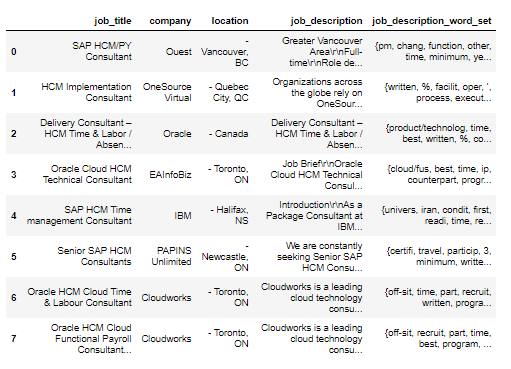 job_title company location job_description job_description_word_set
0 SAP HCM/PY Consultant Quest - Vancouver, BC Greater Vancouver Area\r\nFull-time\r\nRole de... {pm, chang, function, other, time, minimum, ye...
1 HCM Implementation Consultant OneSource Virtual - Quebec City, QC Organizations across the globe rely on OneSour... {written, %, facilit, oper, ', process, execut...
2 Delivery Consultant – HCM Time & Labor / Absen... Oracle - Canada Delivery Consultant – HCM Time & Labor / Absen... {product/technolog, time, best, written, %, co...
3 Oracle Cloud HCM Technical Consultant EAInfoBiz - Toronto, ON Job Brief\r\nOracle Cloud HCM Technical Consul... {cloud/fus, best, time, ip, counterpart, progr...
4 SAP HCM Time management Consultant IBM - Halifax, NS Introduction\r\nAs a Package Consultant at IBM... {univers, iran, condit, first, readi, time, re...
5 Senior SAP HCM Consultants PAPINS Unlimited - Newcastle, ON We are constantly seeking Senior SAP HCM Consu... {certifi, travel, particip, 3, minimum, writte...
6 Oracle HCM Cloud Time & Labour Consultant Cloudworks - Toronto, ON Cloudworks is a leading cloud technology consu... {off-sit, time, part, recruit, written, progra...
7 Oracle HCM Cloud Functional Payroll Consultant... Cloudworks - Toronto, ON Cloudworks is a leading cloud technology consu... {off-sit, recruit, part, time, best, program, ...